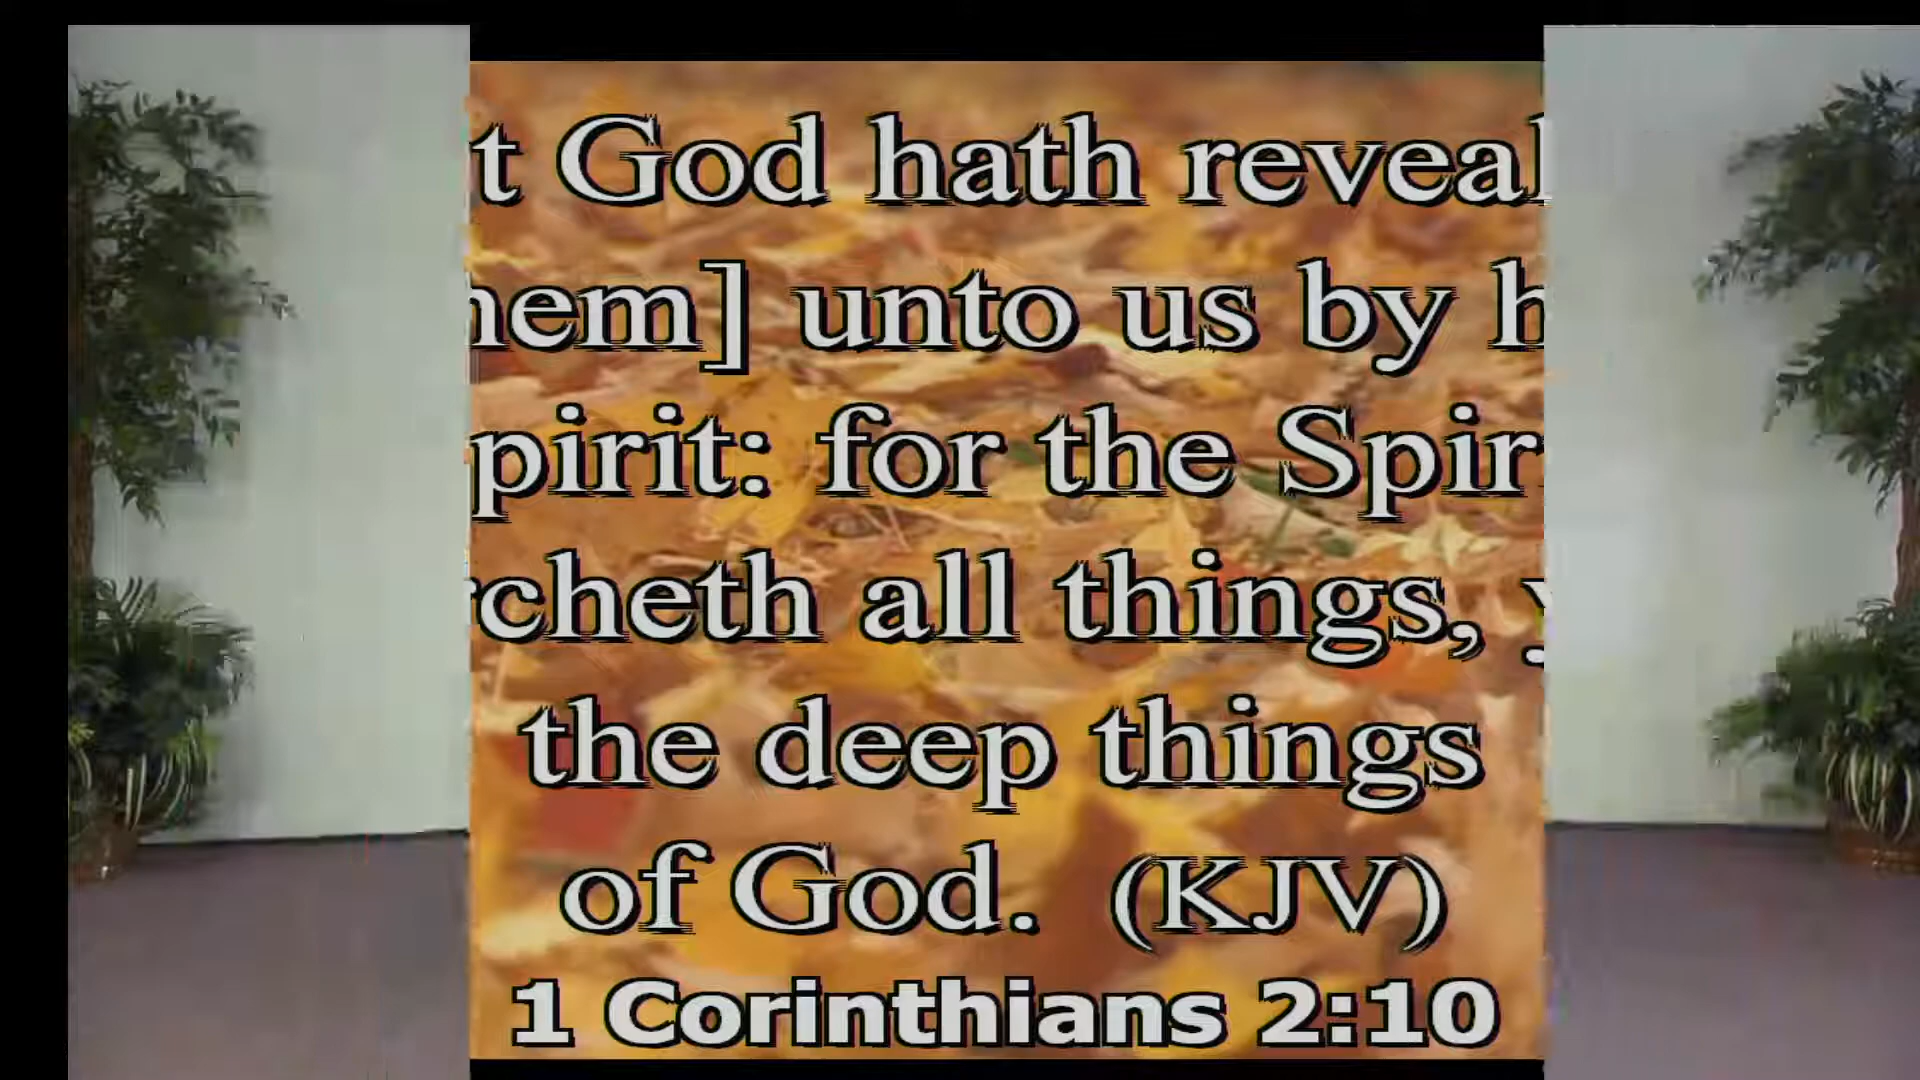 t God hath reveal
hem] unto us by h
pirit: for the Spir
rcheth all things, y
the deep things
of God. (KJV)
1 Corinthians 2:10